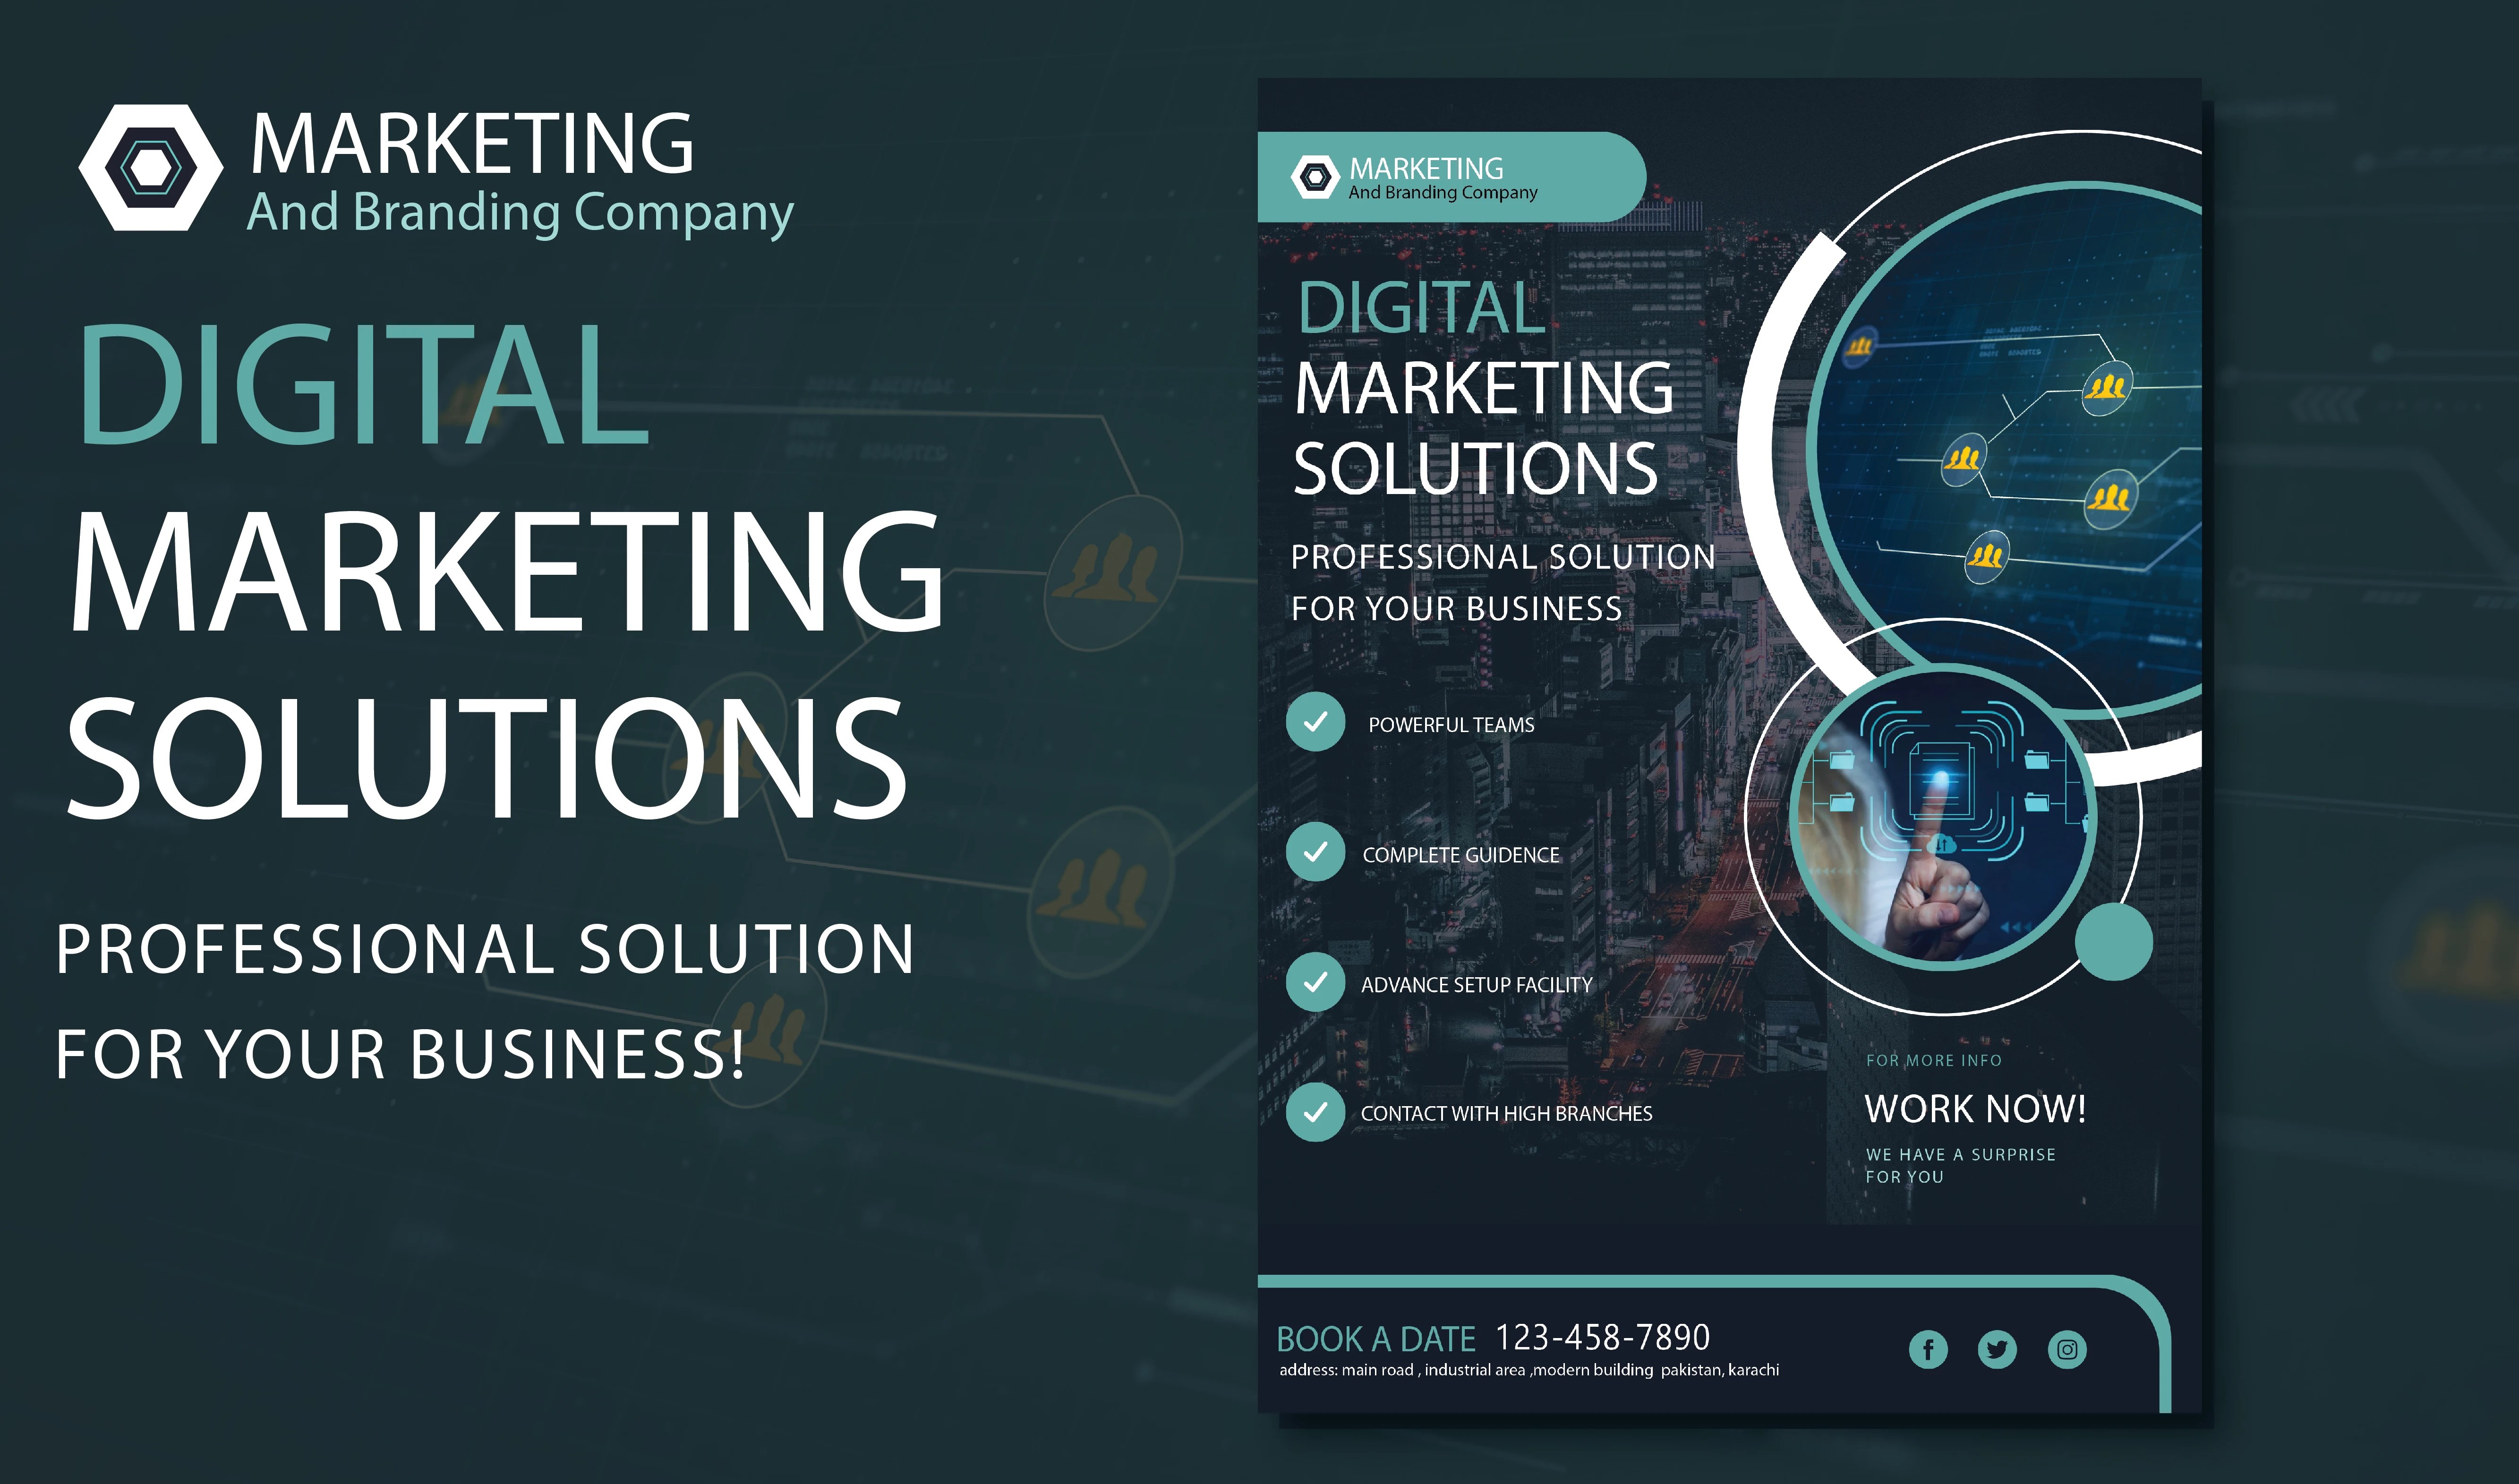 MARKETING
And Branding Company
DIGITAL
MARKETING
SOLUTIONS
PROFESSIONAL SOLUTION
FOR YOUR BUSINESS!
MARKETING
And Branding Company
DIGITAL
MARKETING
SOLUTIONS
PROFESSIONAL SOLUTION
FOR YOUR BUSINESS
POWERFUL TEAMS
COMPLETE GUIDENCE
ADVANCE SETUP FACILITY
CONTACT WITH HIGH BRANCHES
FOR MORE INFO
WORK NOW!
WE HAVE A SURPRISE
FOR YOU
BOOK A DATE 123-458-7890
address: main road , industrial area ,modern building pakistan, karachi